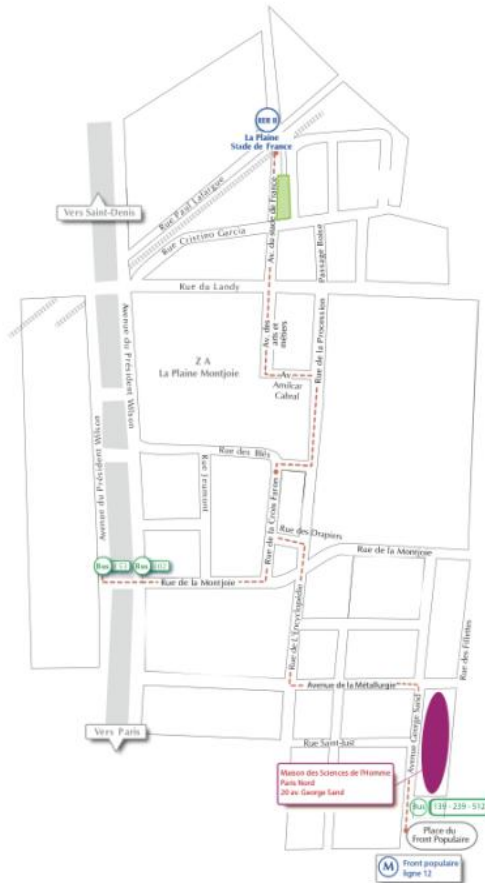 RER B
La Plaine
Stade de France
Vers Saint-Denis
Rue Paul Lafargue
Rue Cristino Garcia
Av. du stade de France
Passage Boise
Rue du Landy
Avenue du Président Wilson
Avenue du Président Wilson
Z A
La Plaine Montjoie
Av. des
arts et
métiers
Rue de la Procession
Av.
Amilcar
Cabral
Rue des Blés
Rue Jeumont
Rue de la Croix Faron
Rue des Drapiers
Rue de la Montjoie
Bus
Bus
Rue de la Montjoie
Rue de L'Encyclopédie
Rue des Fillettes
Avenue de la Métallurgie
Avenue George Sand
Vers Paris
Rue Saint-Just
Maison des Sciences de l'Homme
Paris Nord
20 av. George Sand
Bus 139 - 239 - 512
Place du
Front Populaire
M Front populaire
ligne 12